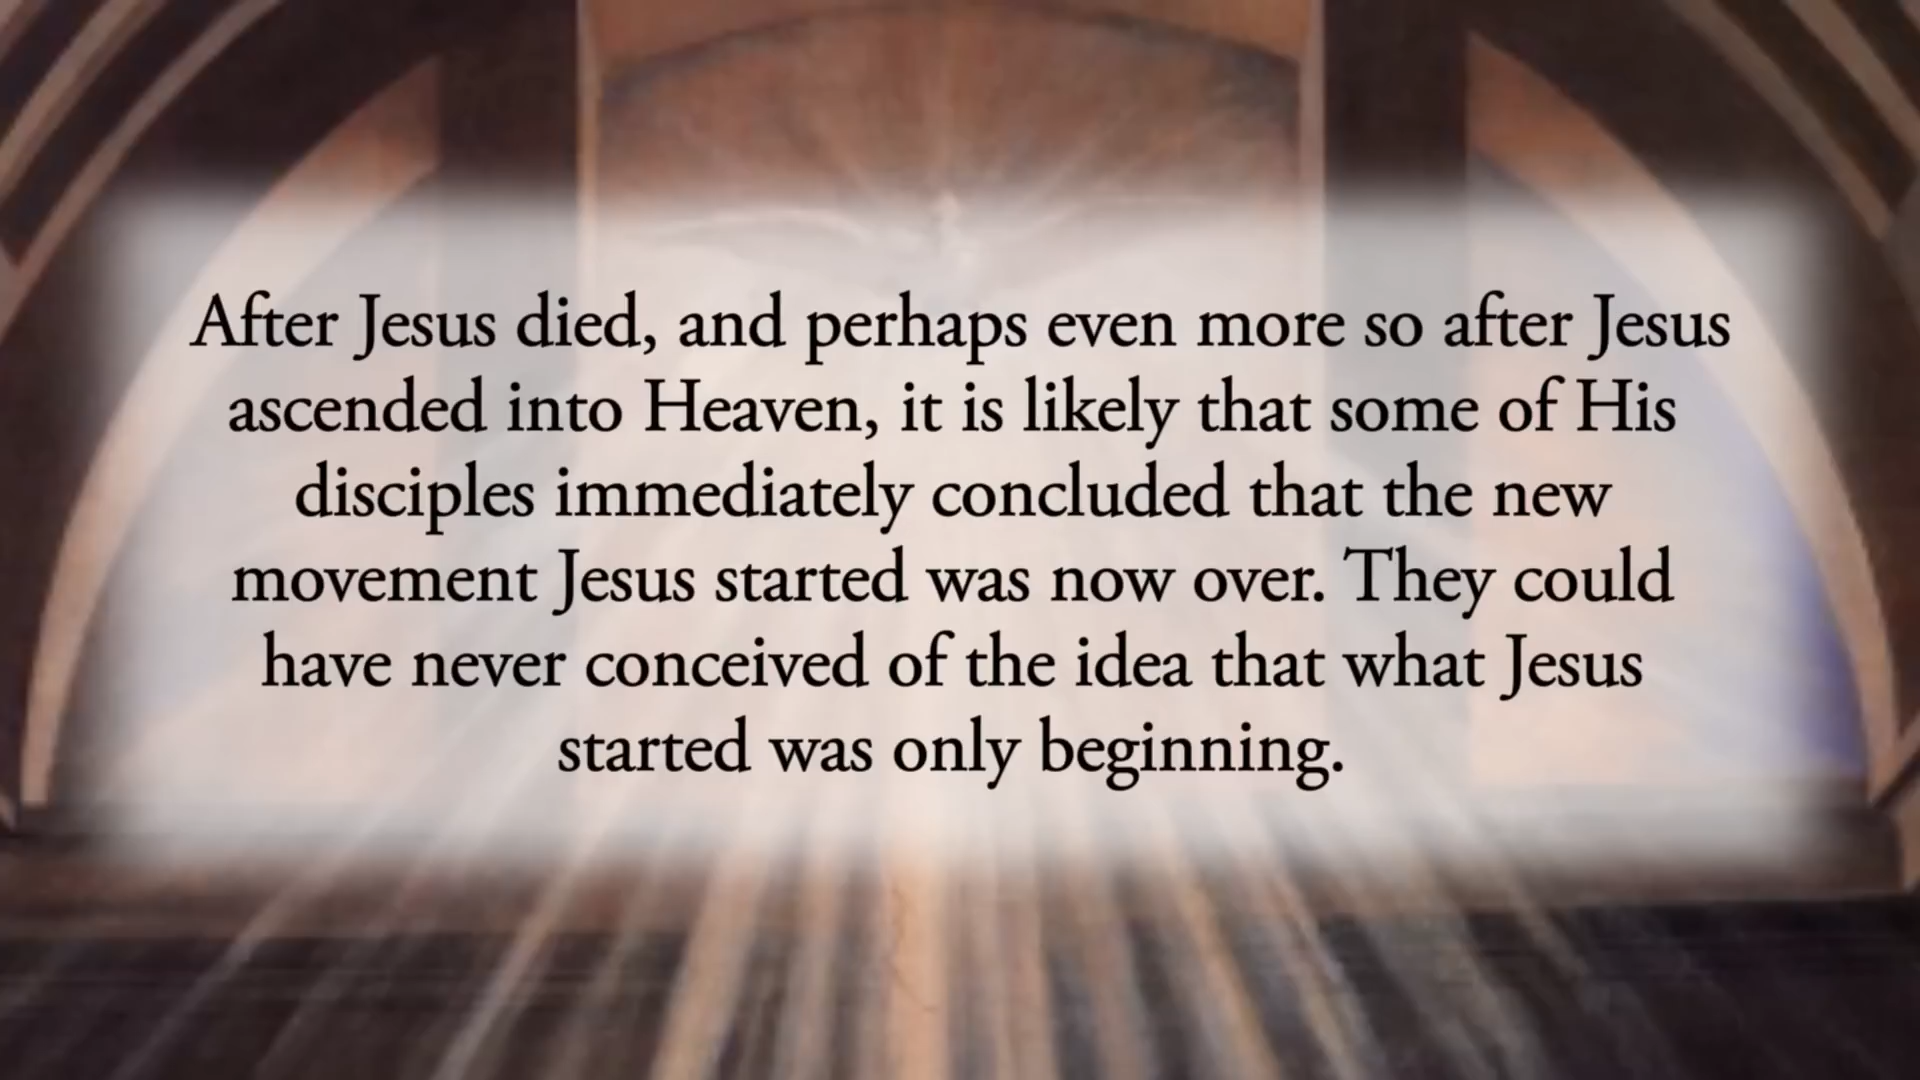 After Jesus died, and perhaps even more so after Jesus
ascended into Heaven, it is likely that some of His
disciples immediately concluded that the new
movement Jesus started was now over. They could
have never conceived of the idea that what Jesus
started was only beginning.